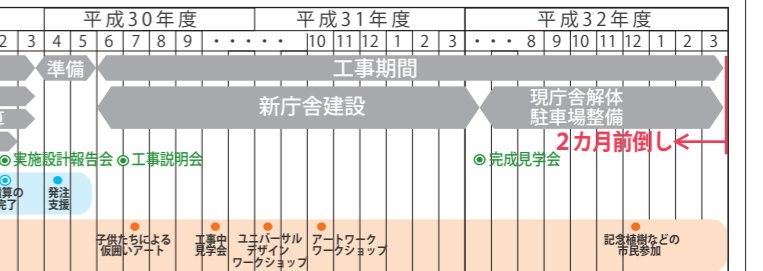 平成30年度 平成31年度 平成32年度
2 3 4 5 6 7 8 9 ・・・・・ 10 11 12 1 2 3 ・・・ 8 9 10 11 12 1 2 3
準備 工事期間
新庁舎建設 現庁舎解体
駐車場整備
2カ月前倒し
実施設計報告会 工事説明会 完成見学会
算の
完了
発注
支援
子供たちによる
仮囲いアート
工事中
見学会
ユニバーサル
デザイン
ワークショップ
アートワーク
ワークショップ
記念植樹などの
市民参加